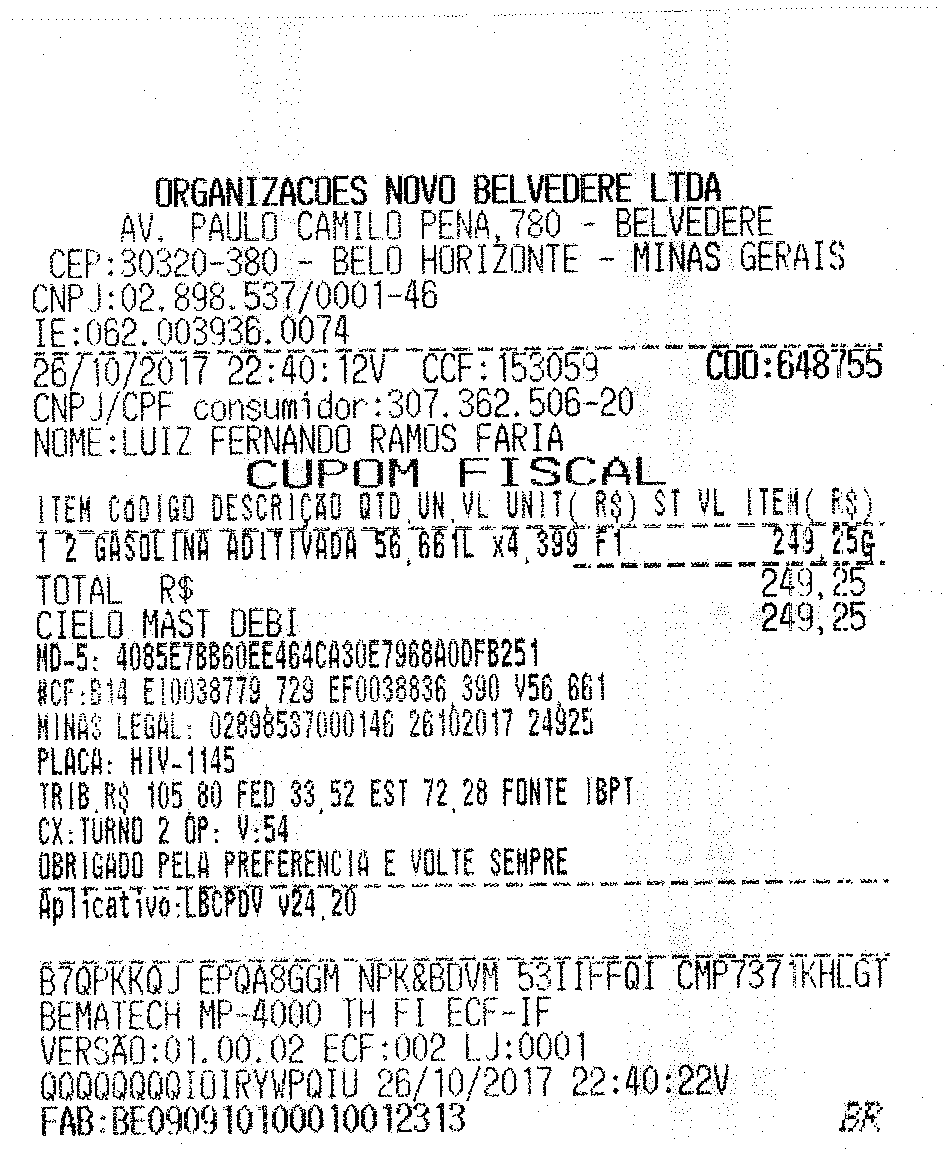 ORGANIZACOES NOVO BELVEDERE LTDA
AV. PAULO CAMILO PENA,780 - BELVEDERE
CEP:30320-380 - BELO HORIZONTE - MINAS GERAIS
CNPJ:02.898.537/0001-46
IE:062.003936.0074
26/10/2017 22:40:12V CCF:153059 COO:648755
CNPJ/CPF consumidor:307.362.506-20
NOME:LUIZ FERNANDO RAMOS FARIA
CUPOM FISCAL
ITEM CÓDIGO DESCRIÇÃO QTD.UN.VL UNIT( R$) ST VL ITEM( R$)
1 2 GASOLINA ADITIVADA 56,661L x4,399 F1 249,25G
TOTAL R$ 249,25
CIELO MAST DEBI 249,25
MD-5: 4085E7BB60EE464CA30E7968A0DFB251
#CF:B14 EI0038779,729 EF0038836,390 V56,661
MINAS LEGAL: 02898537000146 26102017 24925
PLACA: HIV-1145
TRIB.R$ 105,80 FED 33,52 EST 72,28 FONTE IBPT
CX:TURNO 2 OP: V:54
OBRIGADO PELA PREFERENCIA E VOLTE SEMPRE
Aplicativo:LBCPDV v24,20
B7QPKKQJ EPQA8GGM NPK&BDVM 53IIFFQI CMP7371KHLGT
BEMATECH MP-4000 TH FI ECF-IF
VERSÃO:01.00.02 ECF:002 LJ:0001
QQQQQQQQIOIRYWPQIU 26/10/2017 22:40:22V
FAB:BE090910100010012313 BR